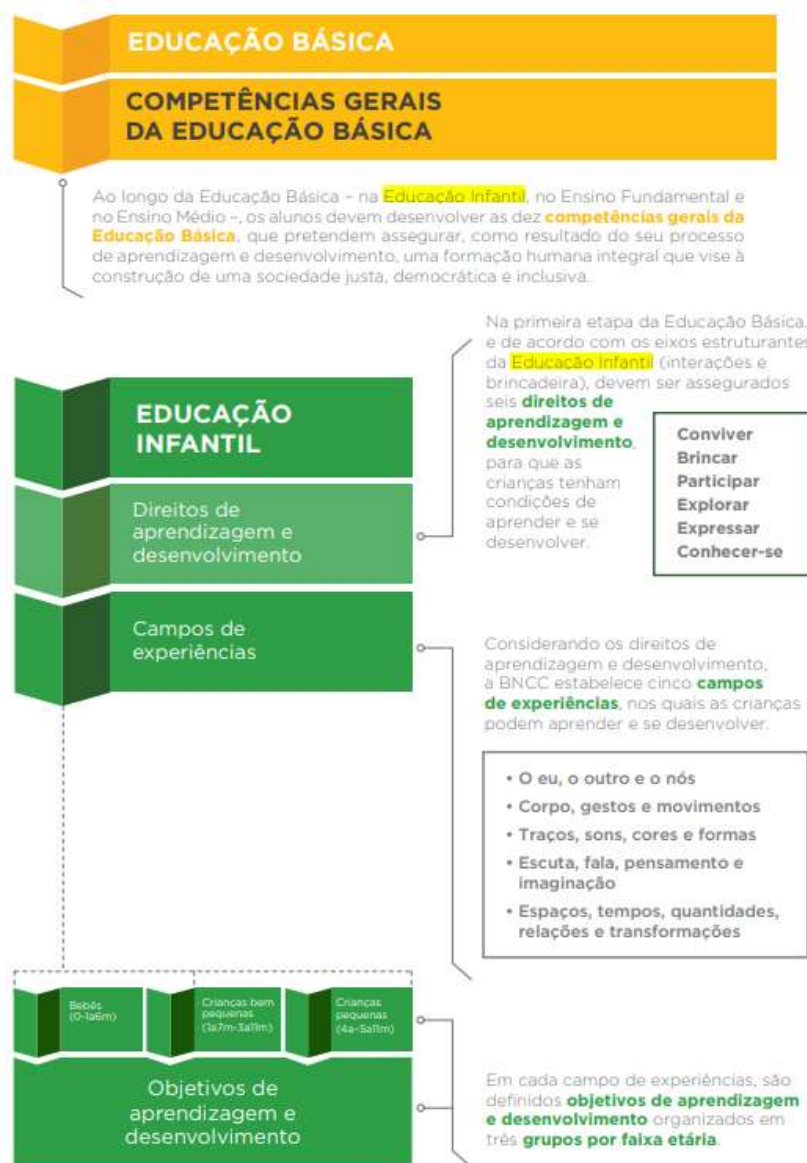 EDUCAÇÃO BÁSICA
COMPETÊNCIAS GERAIS
DA EDUCAÇÃO BÁSICA
Ao longo da Educação Básica – na Educação Infantil, no Ensino Fundamental e
no Ensino Médio –, os alunos devem desenvolver as dez competências gerais da
Educação Básica, que pretendem assegurar, como resultado do seu processo
de aprendizagem e desenvolvimento, uma formação humana integral que vise à
construção de uma sociedade justa, democrática e inclusiva.
EDUCAÇÃO
INFANTIL
Direitos de
aprendizagem e
desenvolvimento
Na primeira etapa da Educação Básica,
e de acordo com os eixos estruturantes
da Educação Infantil (interações e
brincadeira), devem ser assegurados
seis direitos de
aprendizagem e
desenvolvimento,
para que as
crianças tenham
condições de
aprender e se
desenvolver.
Conviver
Brincar
Participar
Explorar
Expressar
Conhecer-se
Campos de
experiências
Considerando os direitos de
aprendizagem e desenvolvimento,
a BNCC estabelece cinco campos
de experiências, nos quais as crianças
podem aprender e se desenvolver.
• O eu, o outro e o nós
• Corpo, gestos e movimentos
• Traços, sons, cores e formas
• Escuta, fala, pensamento e
imaginação
• Espaços, tempos, quantidades,
relações e transformações
Bebês
(0-1a6m)
Crianças bem
pequenas
(1a7m-3a11m)
Crianças
pequenas
(4a-5a11m)
Objetivos de
aprendizagem e
desenvolvimento
Em cada campo de experiências, são
definidos objetivos de aprendizagem
e desenvolvimento organizados em
três grupos por faixa etária.